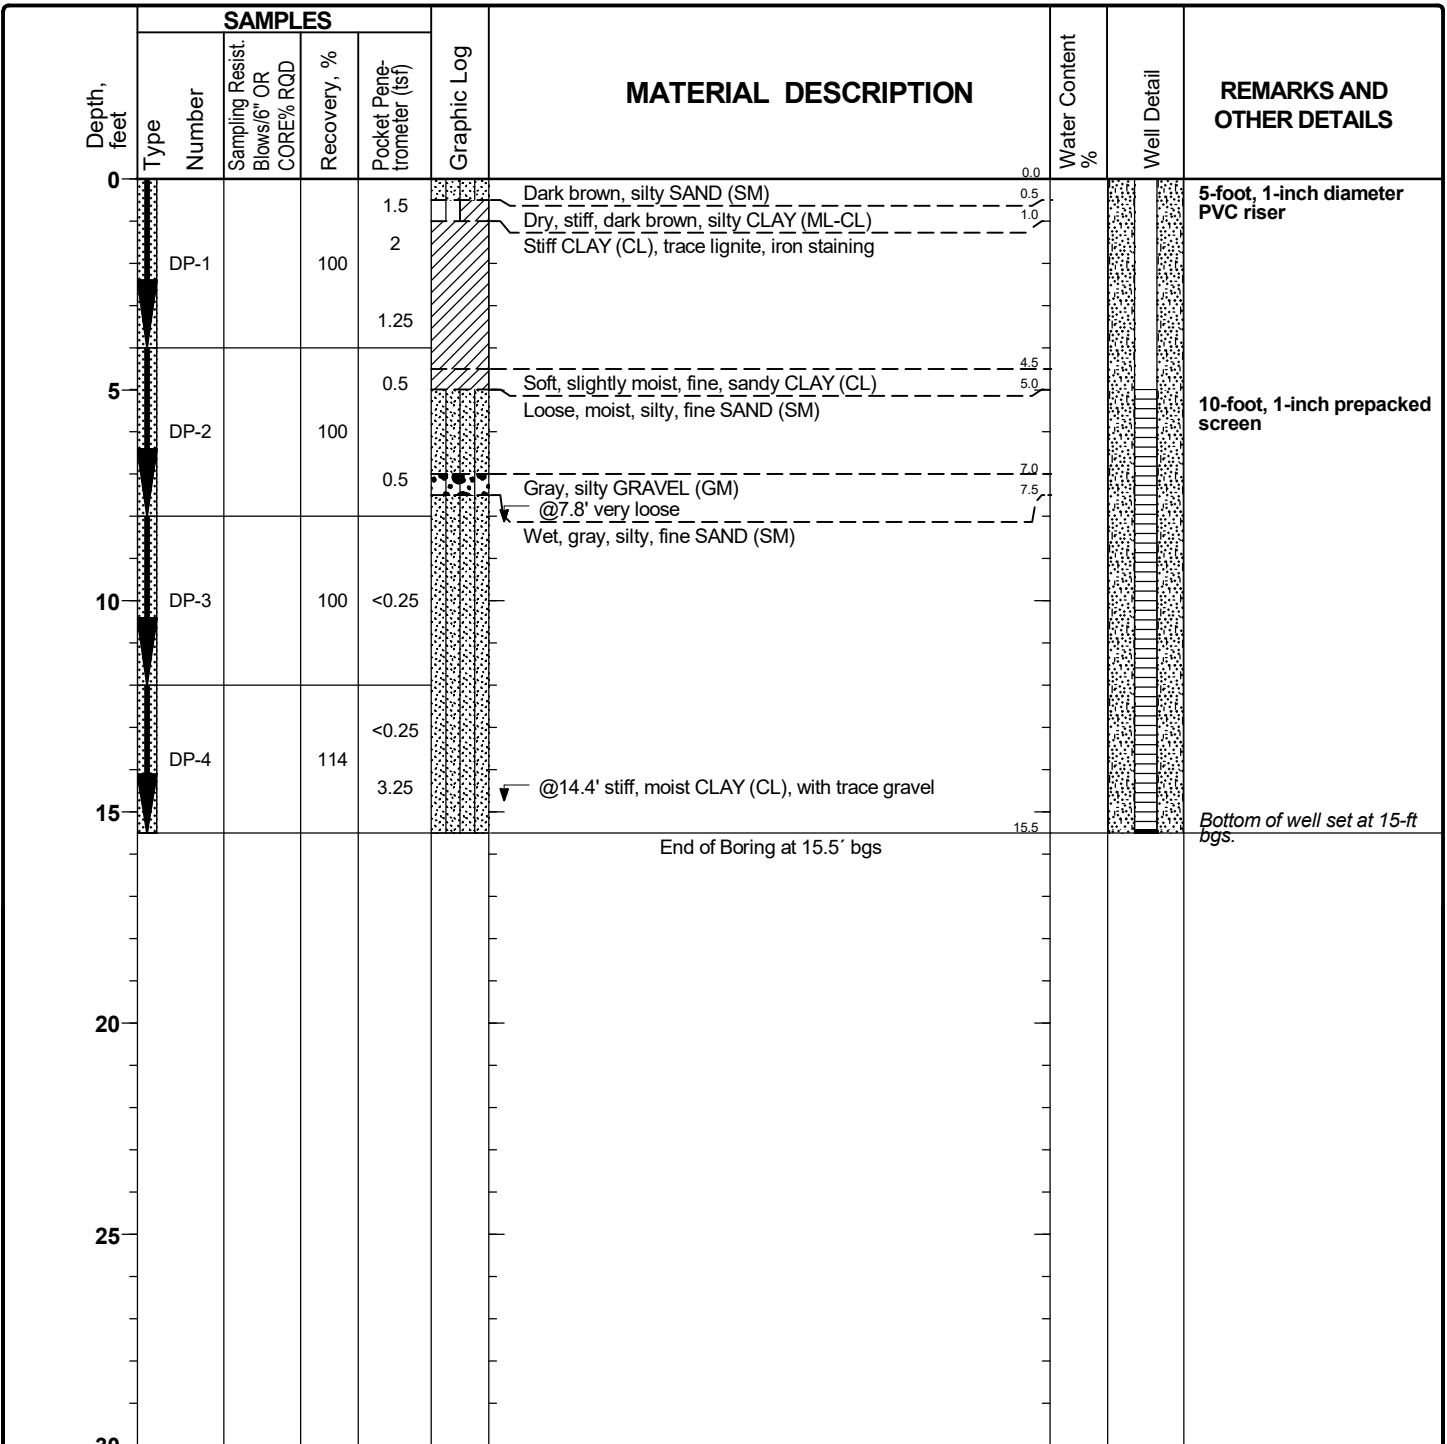 SAMPLES
Depth,
feet
Type
Number
Sampling Resist.
Blows/6" OR
CORE% RQD
Recovery, %
Pocket Pene-
trometer (tsf)
Graphic Log
MATERIAL DESCRIPTION
Water Content
%
Well Detail
REMARKS AND
OTHER DETAILS
0.0
0
Dark brown, silty SAND (SM)
0.5
5-foot, 1-inch diameter
PVC riser
1.5
Dry, stiff, dark brown, silty CLAY (ML-CL)
1.0
2
Stiff CLAY (CL), trace lignite, iron staining
DP-1
100
1.25
4.5
0.5
Soft, slightly moist, fine, sandy CLAY (CL)
5.0
5
Loose, moist, silty, fine SAND (SM)
10-foot, 1-inch prepacked
screen
DP-2
100
7.0
0.5
Gray, silty GRAVEL (GM)
7.5
@7.8' very loose
Wet, gray, silty, fine SAND (SM)
10
DP-3
100
<0.25
<0.25
DP-4
114
3.25
@14.4' stiff, moist CLAY (CL), with trace gravel
15
15.5
Bottom of well set at 15-ft
bgs.
End of Boring at 15.5´ bgs
20
25
30